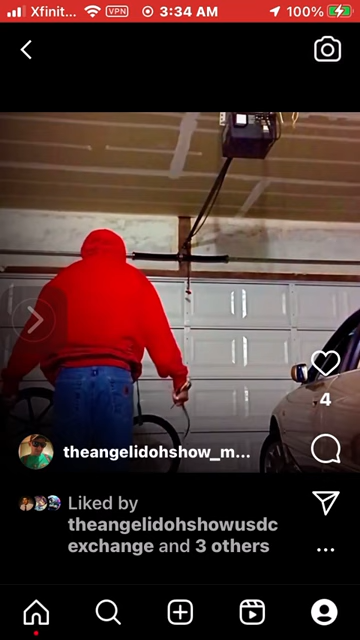 Xfinit... VPN 3:34 AM 100%
4
theangelidohshow_m...
Liked by
theangelidohshowusdc
exchange and 3 others